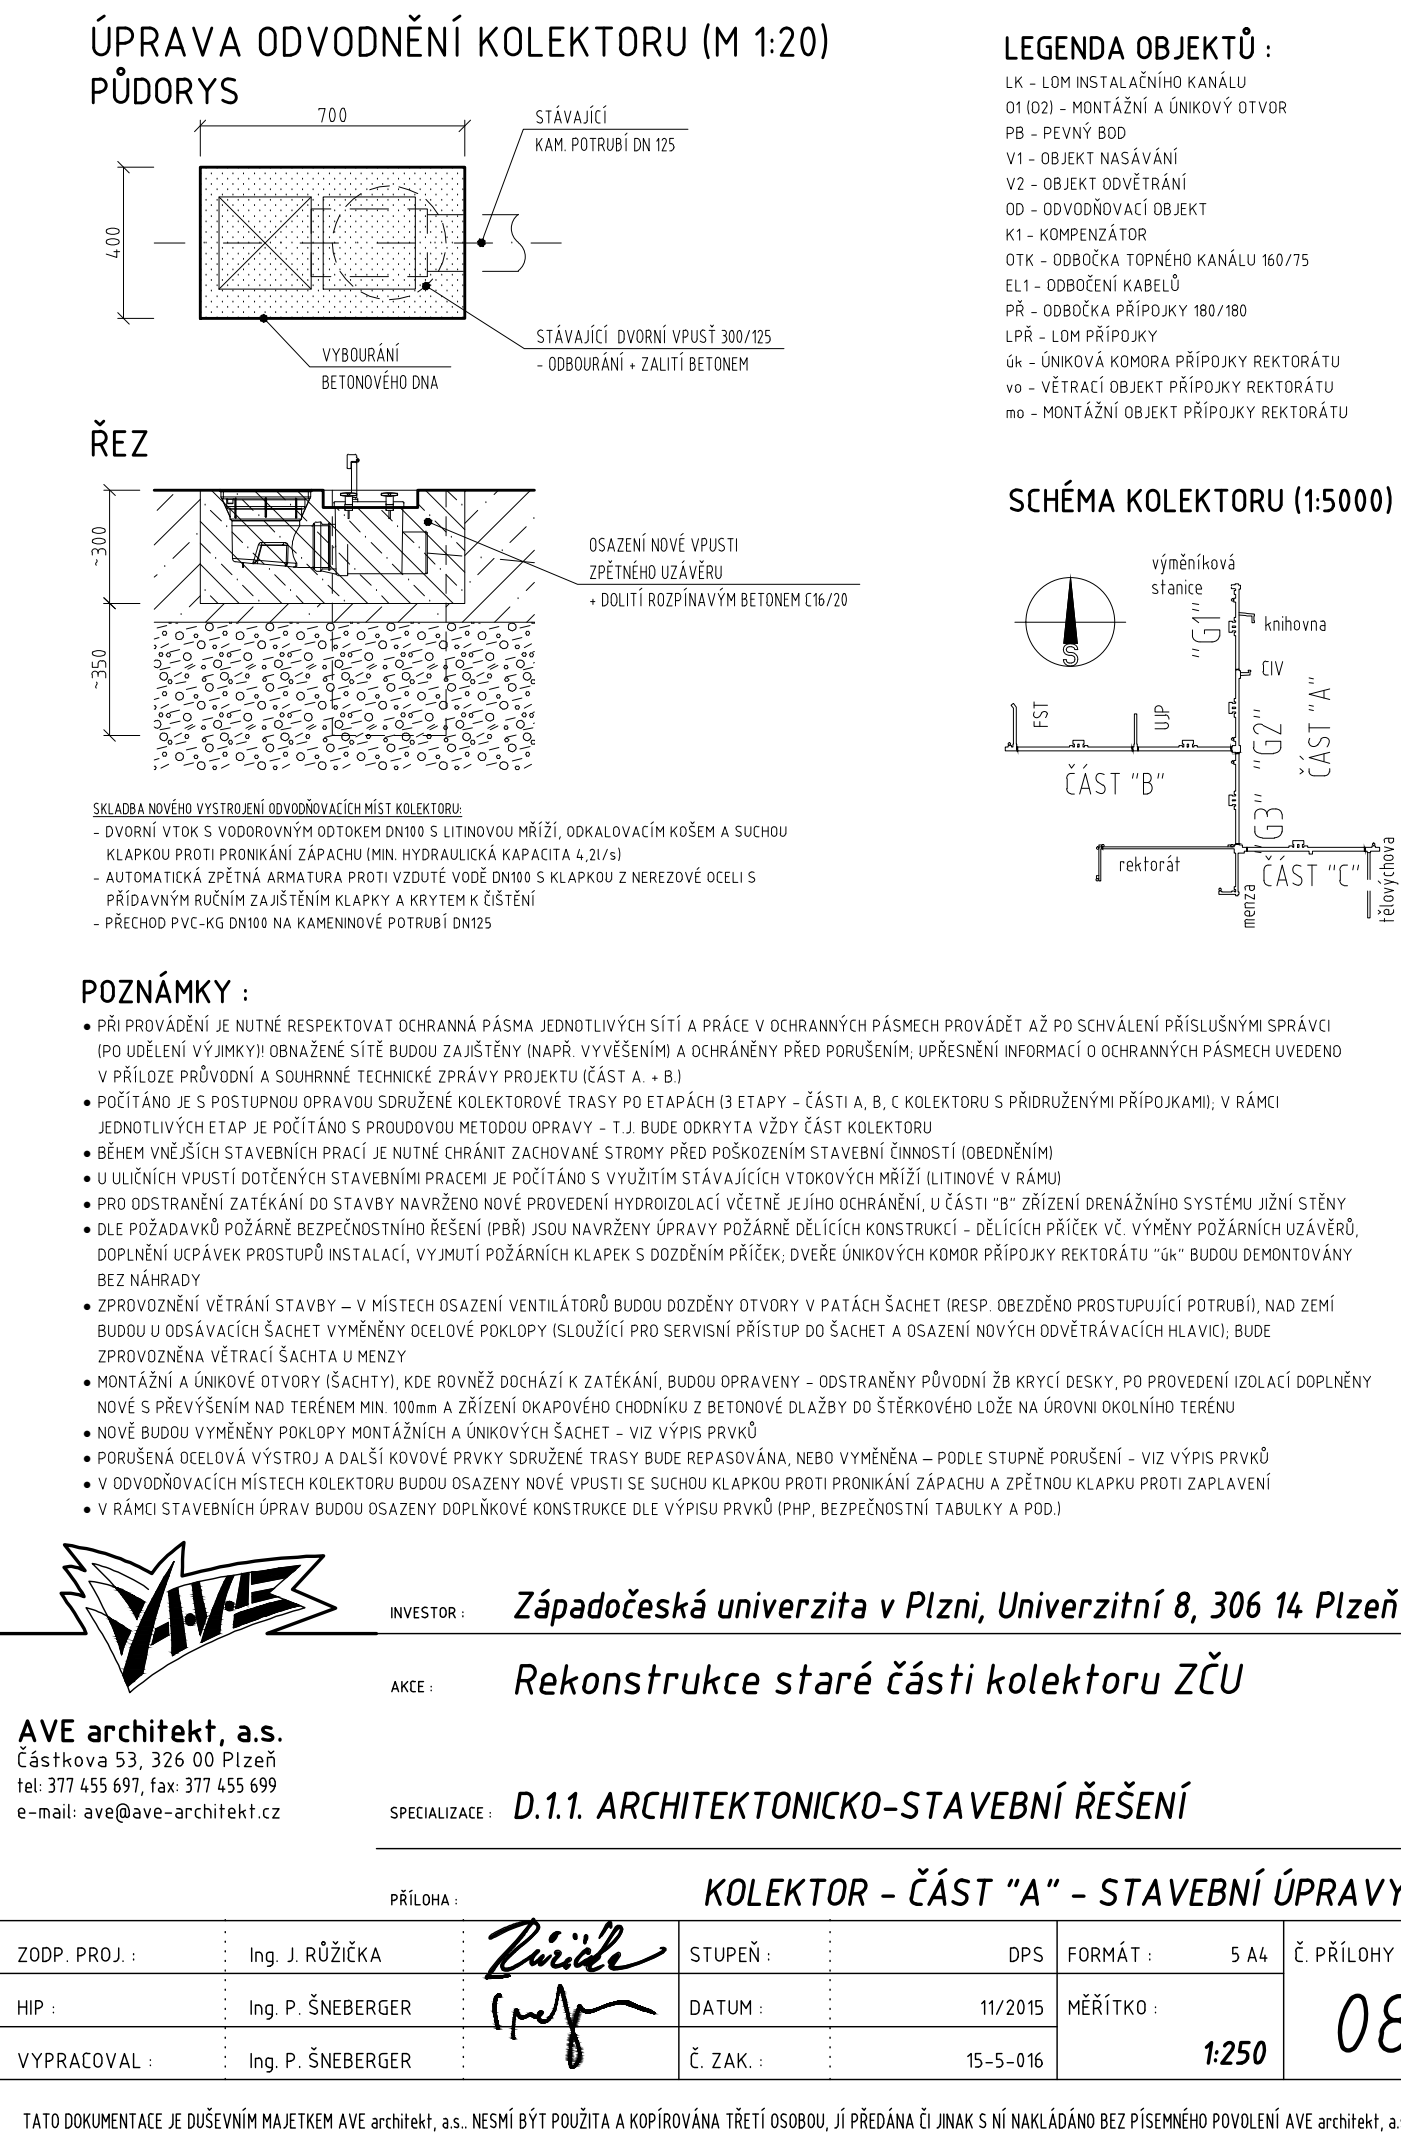 ÚPRAVA ODVODNĚNÍ KOLEKTORU (M 1:20)
PŮDORYS
700
400
STÁVAJÍCÍ
KAM. POTRUBÍ DN 125
STÁVAJÍCÍ DVORNÍ VPUSŤ 300/125
- ODBOURÁNÍ + ZALITÍ BETONEM
VYBOURÁNÍ
BETONOVÉHO DNA
ŘEZ
~300
~350
OSAZENÍ NOVÉ VPUSTI
ZPĚTNÉHO UZÁVĚRU
+ DOLITÍ ROZPÍNAVÝM BETONEM C16/20
SKLADBA NOVÉHO VYSTROJENÍ ODVODŇOVACÍCH MÍST KOLEKTORU:
- DVORNÍ VTOK S VODOROVNÝM ODTOKEM DN100 S LITINOVOU MŘÍŽÍ, ODKALOVACÍM KOŠEM A SUCHOU
KLAPKOU PROTI PRONIKÁNÍ ZÁPACHU (MIN. HYDRAULICKÁ KAPACITA 4,2l/s)
- AUTOMATICKÁ ZPĚTNÁ ARMATURA PROTI VZDUTÉ VODĚ DN100 S KLAPKOU Z NEREZOVÉ OCELI S
PŘÍDAVNÝM RUČNÍM ZAJIŠTĚNÍM KLAPKY A KRYTEM K ČIŠTĚNÍ
- PŘECHOD PVC-KG DN100 NA KAMENINOVÉ POTRUBÍ DN125
LEGENDA OBJEKTŮ :
LK - LOM INSTALAČNÍHO KANÁLU
O1 (O2) - MONTÁŽNÍ A ÚNIKOVÝ OTVOR
PB - PEVNÝ BOD
V1 - OBJEKT NASÁVÁNÍ
V2 - OBJEKT ODVĚTRÁNÍ
OD - ODVODŇOVACÍ OBJEKT
K1 - KOMPENZÁTOR
OTK - ODBOČKA TOPNÉHO KANÁLU 160/75
EL1 - ODBOČENÍ KABELŮ
PŘ - ODBOČKA PŘÍPOJKY 180/180
LPŘ - LOM PŘÍPOJKY
úk - ÚNIKOVÁ KOMORA PŘÍPOJKY REKTORÁTU
vo - VĚTRACÍ OBJEKT PŘÍPOJKY REKTORÁTU
mo - MONTÁŽNÍ OBJEKT PŘÍPOJKY REKTORÁTU
SCHÉMA KOLEKTORU (1:5000)
výměníková
stanice
"G1"
knihovna
CIV
S
FST
UJP
"G2"
ČÁST "A"
ČÁST "B"
"G3"
rektorát
ČÁST "C"
menza
tělovýchova
POZNÁMKY :
● PŘI PROVÁDĚNÍ JE NUTNÉ RESPEKTOVAT OCHRANNÁ PÁSMA JEDNOTLIVÝCH SÍTÍ A PRÁCE V OCHRANNÝCH PÁSMECH PROVÁDĚT AŽ PO SCHVÁLENÍ PŘÍSLUŠNÝMI SPRÁVCI
(PO UDĚLENÍ VÝJIMKY)! OBNAŽENÉ SÍTĚ BUDOU ZAJIŠTĚNY (NAPŘ. VYVĚŠENÍM) A OCHRÁNĚNY PŘED PORUŠENÍM; UPŘESNĚNÍ INFORMACÍ O OCHRANNÝCH PÁSMECH UVEDENO
V PŘÍLOZE PRŮVODNÍ A SOUHRNNÉ TECHNICKÉ ZPRÁVY PROJEKTU (ČÁST A. + B.)
● POČÍTÁNO JE S POSTUPNOU OPRAVOU SDRUŽENÉ KOLEKTOROVÉ TRASY PO ETAPÁCH (3 ETAPY - ČÁSTI A, B, C KOLEKTORU S PŘIDRUŽENÝMI PŘÍPOJKAMI); V RÁMCI
JEDNOTLIVÝCH ETAP JE POČÍTÁNO S PROUDOVOU METODOU OPRAVY - T.J. BUDE ODKRYTA VŽDY ČÁST KOLEKTORU
● BĚHEM VNĚJŠÍCH STAVEBNÍCH PRACÍ JE NUTNÉ CHRÁNIT ZACHOVANÉ STROMY PŘED POŠKOZENÍM STAVEBNÍ ČINNOSTÍ (OBEDNĚNÍM)
● U ULIČNÍCH VPUSTÍ DOTČENÝCH STAVEBNÍMI PRACEMI JE POČÍTÁNO S VYUŽITÍM STÁVAJÍCÍCH VTOKOVÝCH MŘÍŽÍ (LITINOVÉ V RÁMU)
● PRO ODSTRANĚNÍ ZATÉKÁNÍ DO STAVBY NAVRŽENO NOVÉ PROVEDENÍ HYDROIZOLACÍ VČETNĚ JEJÍHO OCHRÁNĚNÍ, U ČÁSTI "B" ZŘÍZENÍ DRENÁŽNÍHO SYSTÉMU JIŽNÍ STĚNY
● DLE POŽADAVKŮ POŽÁRNĚ BEZPEČNOSTNÍHO ŘEŠENÍ (PBŘ) JSOU NAVRŽENY ÚPRAVY POŽÁRNĚ DĚLÍCÍCH KONSTRUKCÍ - DĚLÍCÍCH PŘÍČEK VČ. VÝMĚNY POŽÁRNÍCH UZÁVĚRŮ,
DOPLNĚNÍ UCPÁVEK PROSTUPŮ INSTALACÍ, VYJMUTÍ POŽÁRNÍCH KLAPEK S DOZDĚNÍM PŘÍČEK; DVEŘE ÚNIKOVÝCH KOMOR PŘÍPOJKY REKTORÁTU "úk" BUDOU DEMONTOVÁNY
BEZ NÁHRADY
● ZPROVOZNĚNÍ VĚTRÁNÍ STAVBY – V MÍSTECH OSAZENÍ VENTILÁTORŮ BUDOU DOZDĚNY OTVORY V PATÁCH ŠACHET (RESP. OBEZDĚNO PROSTUPUJÍCÍ POTRUBÍ), NAD ZEMÍ
BUDOU U ODSÁVACÍCH ŠACHET VYMĚNĚNY OCELOVÉ POKLOPY (SLOUŽÍCÍ PRO SERVISNÍ PŘÍSTUP DO ŠACHET A OSAZENÍ NOVÝCH ODVĚTRÁVACÍCH HLAVIC); BUDE
ZPROVOZNĚNA VĚTRACÍ ŠACHTA U MENZY
● MONTÁŽNÍ A ÚNIKOVÉ OTVORY (ŠACHTY), KDE ROVNĚŽ DOCHÁZÍ K ZATÉKÁNÍ, BUDOU OPRAVENY - ODSTRANĚNY PŮVODNÍ ŽB KRYCÍ DESKY, PO PROVEDENÍ IZOLACÍ DOPLNĚNY
NOVÉ S PŘEVÝŠENÍM NAD TERÉNEM MIN. 100mm A ZŘÍZENÍ OKAPOVÉHO CHODNÍKU Z BETONOVÉ DLAŽBY DO ŠTĚRKOVÉHO LOŽE NA ÚROVNI OKOLNÍHO TERÉNU
● NOVĚ BUDOU VYMĚNĚNY POKLOPY MONTÁŽNÍCH A ÚNIKOVÝCH ŠACHET - VIZ VÝPIS PRVKŮ
● PORUŠENÁ OCELOVÁ VÝSTROJ A DALŠÍ KOVOVÉ PRVKY SDRUŽENÉ TRASY BUDE REPASOVÁNA, NEBO VYMĚNĚNA – PODLE STUPNĚ PORUŠENÍ - VIZ VÝPIS PRVKŮ
● V ODVODŇOVACÍCH MÍSTECH KOLEKTORU BUDOU OSAZENY NOVÉ VPUSTI SE SUCHOU KLAPKOU PROTI PRONIKÁNÍ ZÁPACHU A ZPĚTNOU KLAPKU PROTI ZAPLAVENÍ
● V RÁMCI STAVEBNÍCH ÚPRAV BUDOU OSAZENY DOPLŇKOVÉ KONSTRUKCE DLE VÝPISU PRVKŮ (PHP, BEZPEČNOSTNÍ TABULKY A POD.)
A.V.E
INVESTOR : Západočeská univerzita v Plzni, Univerzitní 8, 306 14 Plzeň
AKCE : Rekonstrukce staré části kolektoru ZČU
AVE architekt, a.s.
Částkova 53, 326 00 Plzeň
tel: 377 455 697, fax: 377 455 699
e-mail: ave@ave-architekt.cz
SPECIALIZACE : D.1.1. ARCHITEKTONICKO-STAVEBNÍ ŘEŠENÍ
PŘÍLOHA : KOLEKTOR - ČÁST "A" - STAVEBNÍ ÚPRAVY
ZODP. PROJ. : Ing. J. RŮŽIČKA STUPEŇ : DPS FORMÁT : 5 A4 Č. PŘÍLOHY
HIP : Ing. P. ŠNEBERGER DATUM : 11/2015 MĚŘÍTKO : 08
VYPRACOVAL : Ing. P. ŠNEBERGER Č. ZAK. : 15-5-016 1:250
TATO DOKUMENTACE JE DUŠEVNÍM MAJETKEM AVE architekt, a.s.. NESMÍ BÝT POUŽITA A KOPÍROVÁNA TŘETÍ OSOBOU, JÍ PŘEDÁNA ČI JINAK S NÍ NAKLÁDÁNO BEZ PÍSEMNÉHO POVOLENÍ AVE architekt, a.s